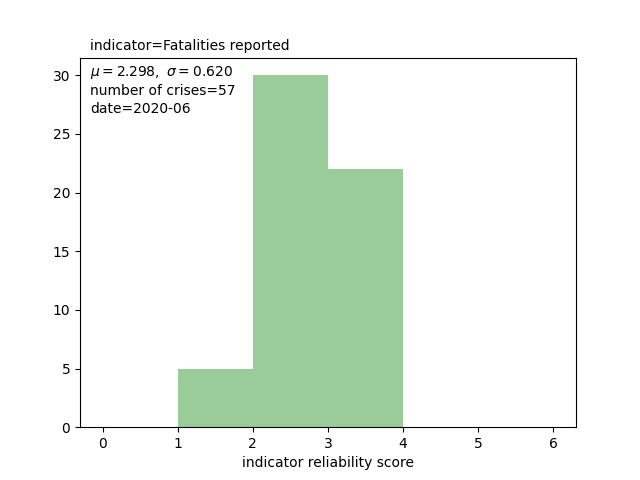 indicator=Fatalities reported
μ = 2.298, σ = 0.620
number of crises=57
date=2020-06
30
25
20
15
10
5
0
0 1 2 3 4 5 6
indicator reliability score